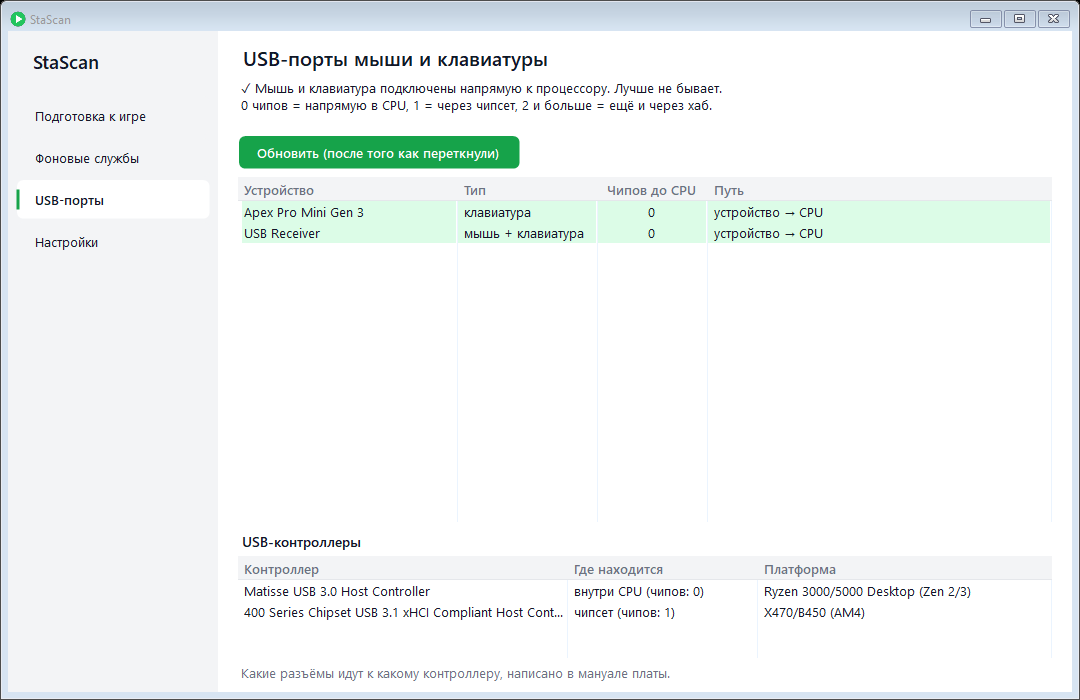 StaScan
StaScan
Подготовка к игре
Фоновые службы
USB-порты
Настройки
USB-порты мыши и клавиатуры
✓ Мышь и клавиатура подключены напрямую к процессору. Лучше не бывает.
0 чипов = напрямую в CPU, 1 = через чипсет, 2 и больше = ещё и через хаб.
Обновить (после того как переткнули)
Устройство Тип Чипов до CPU Путь
Apex Pro Mini Gen 3 клавиатура 0 устройство → CPU
USB Receiver мышь + клавиатура 0 устройство → CPU
USB-контроллеры
Контроллер Где находится Платформа
Matisse USB 3.0 Host Controller внутри CPU (чипов: 0) Ryzen 3000/5000 Desktop (Zen 2/3)
400 Series Chipset USB 3.1 xHCI Compliant Host Cont... чипсет (чипов: 1) X470/B450 (AM4)
Какие разъёмы идут к какому контроллеру, написано в мануале платы.